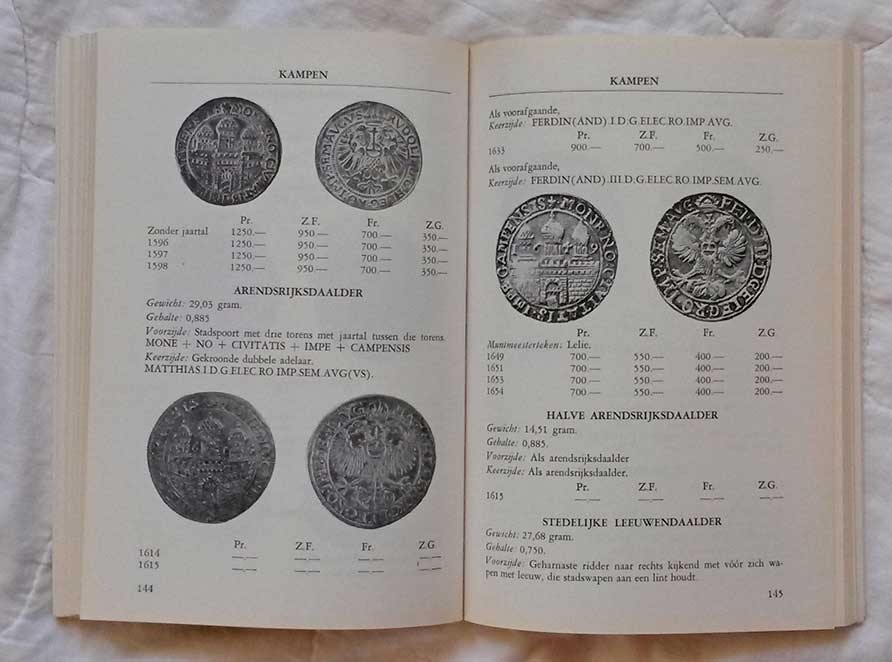 KAMPEN
Pr. Z.F. Fr. Z.G.
Zonder jaartal 1250.— 950.— 700.— 350.—
1596 1250.— 950.— 700.— 350.—
1597 1250.— 950.— 700.— 350.—
1598 1250.— 950.— 700.— 350.—
ARENDSRIJKSDAALDER
Gewicht: 29,03 gram.
Gehalte: 0,885
Voorzijde: Stadspoort met drie torens met jaartal tussen die torens.
MONE + NO + CIVITATIS + IMPE + CAMPENSIS
Keerzijde: Gekroonde dubbele adelaar.
MATTHIAS.I D.G.ELEC.RO IMP.SEM.AVG(VS).
Pr. Z.F. Fr. Z.G.
1614 —.— —.— —.— —.—
1615 —.— —.— —.— —.—
144
KAMPEN
Als voorafgaande,
Keerzijde: FERDIN(AND).I.D.G.ELEC.RO.IMP.AVG.
Pr. Z.F. Fr. Z.G.
1633 900.— 700.— 500.— 250.—
Als voorafgaande,
Keerzijde: FERDIN(AND).III.D.G.ELEC.RO.IMP.SEM.AVG.
Pr. Z.F. Fr. Z.G.
Muntmeesterteken: Lelie.
1649 700.— 550.— 400.— 200.—
1651 700.— 550.— 400.— 200.—
1653 700.— 550.— 400.— 200.—
1654 700.— 550.— 400.— 200.—
HALVE ARENDSRIJKSDAALDER
Gewicht: 14,51 gram.
Gehalte: 0,885.
Voorzijde: Als arendsrijksdaalder
Keerzijde: Als arendsrijksdaalder.
Pr. Z.F. Fr. Z.G.
1615 —.— —.— —.— —.—
STEDELIJKE LEEUWENDAALDER
Gewicht: 27,68 gram.
Gehalte: 0,750.
Voorzijde: Geharnaste ridder naar rechts kijkend met vóór zich wa-
pen met leeuw, die stadswapen aan een lint houdt.
145